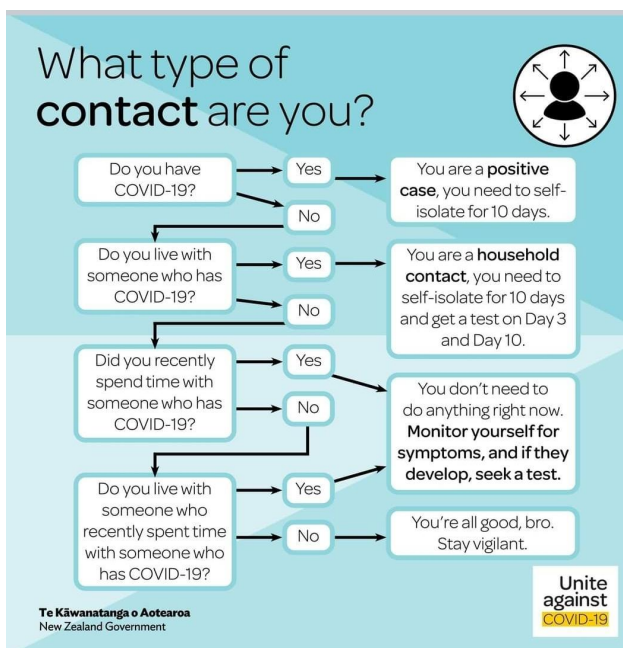 What type of
contact are you?
Do you have
COVID-19?
Yes
You are a positive
case, you need to self-
isolate for 10 days.
No
Do you live with
someone who has
COVID-19?
Yes
You are a household
contact, you need to
self-isolate for 10 days
and get a test on Day 3
and Day 10.
No
Did you recently
spend time with
someone who has
COVID-19?
Yes
No
You don't need to
do anything right now.
Monitor yourself for
symptoms, and if they
develop, seek a test.
Do you live with
someone who
recently spent time
with someone who
has COVID-19?
Yes
No
You're all good, bro.
Stay vigilant.
Te Kāwanatanga o Aotearoa
New Zealand Government
Unite
against
COVID-19